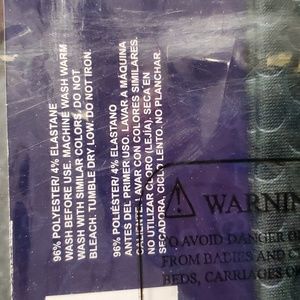 96% POLYESTER/ 4% ELASTANE
WASH BEFORE USE. MACHINE WASH WARM
WASH WITH SIMILAR COLORS, DO NOT
BLEACH. TUMBLE DRY LOW. DO NOT IRON.
96% POLIÉSTER/ 4% ELASTANO
ANTES DEL PRIMER USO. LAVAR A MÁQUINA
CALIENTE. LAVAR CON COLORES SIMILARES.
NO UTILIZAR CLORO (LEJÍA). SECA EN
SECADORA, CICLO LENTO. NO PLANCHAR.
WARNIN
TO AVOID DANGER O
FROM BABIES AND C
BEDS, CARRIAGES O